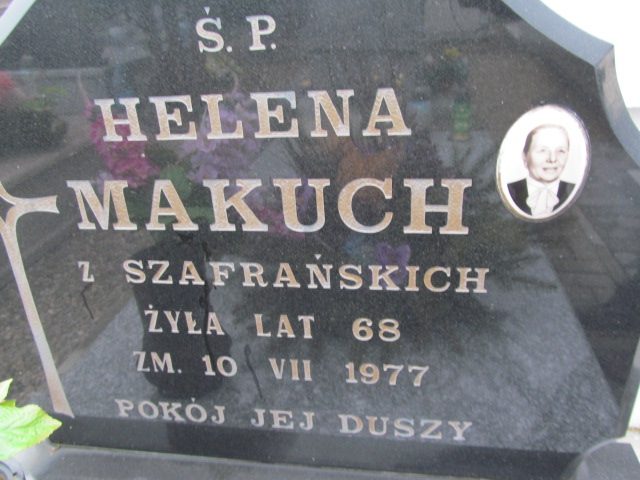 Ś. P.
HELENA
MAKUCH
Z SZAFRAŃSKICH
ŻYŁA LAT 68
ZM. 10 VII 1977
POKÓJ JEJ DUSZY